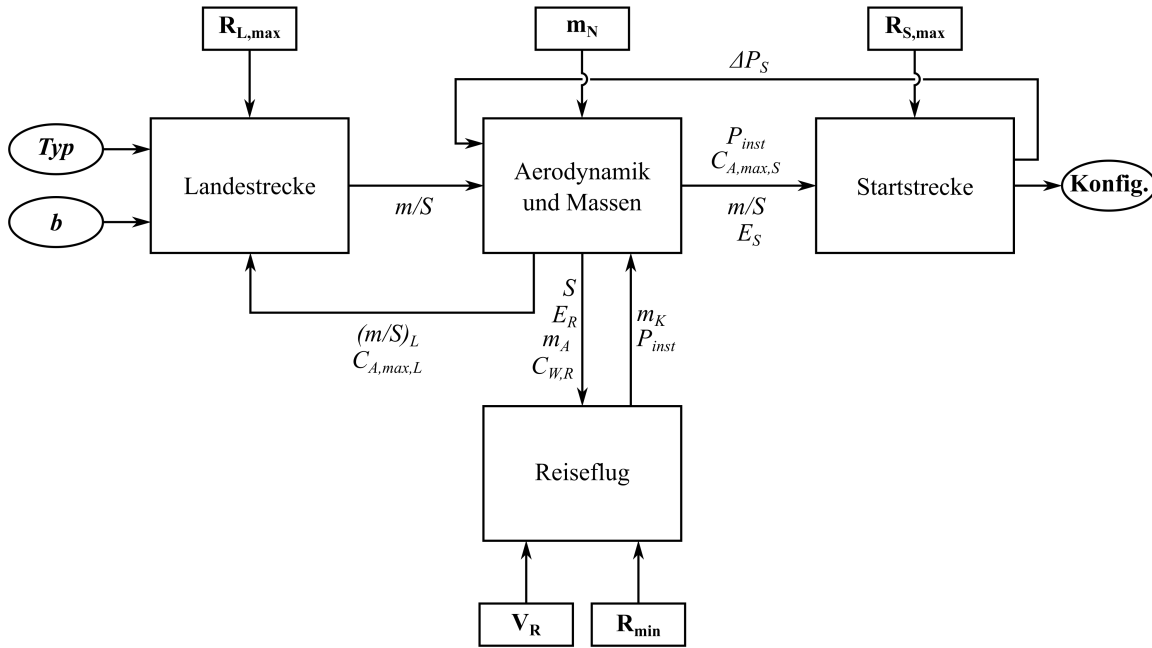 R_L,max
m_N
R_S,max
ΔP_S
Typ
b
Landestrecke
m/S
Aerodynamik
und Massen
P_inst
C_A,max,S
m/S
E_S
Startstrecke
Konfig.
(m/S)_L
C_A,max,L
S
E_R
m_A
C_W,R
m_K
P_inst
Reiseflug
V_R
R_min